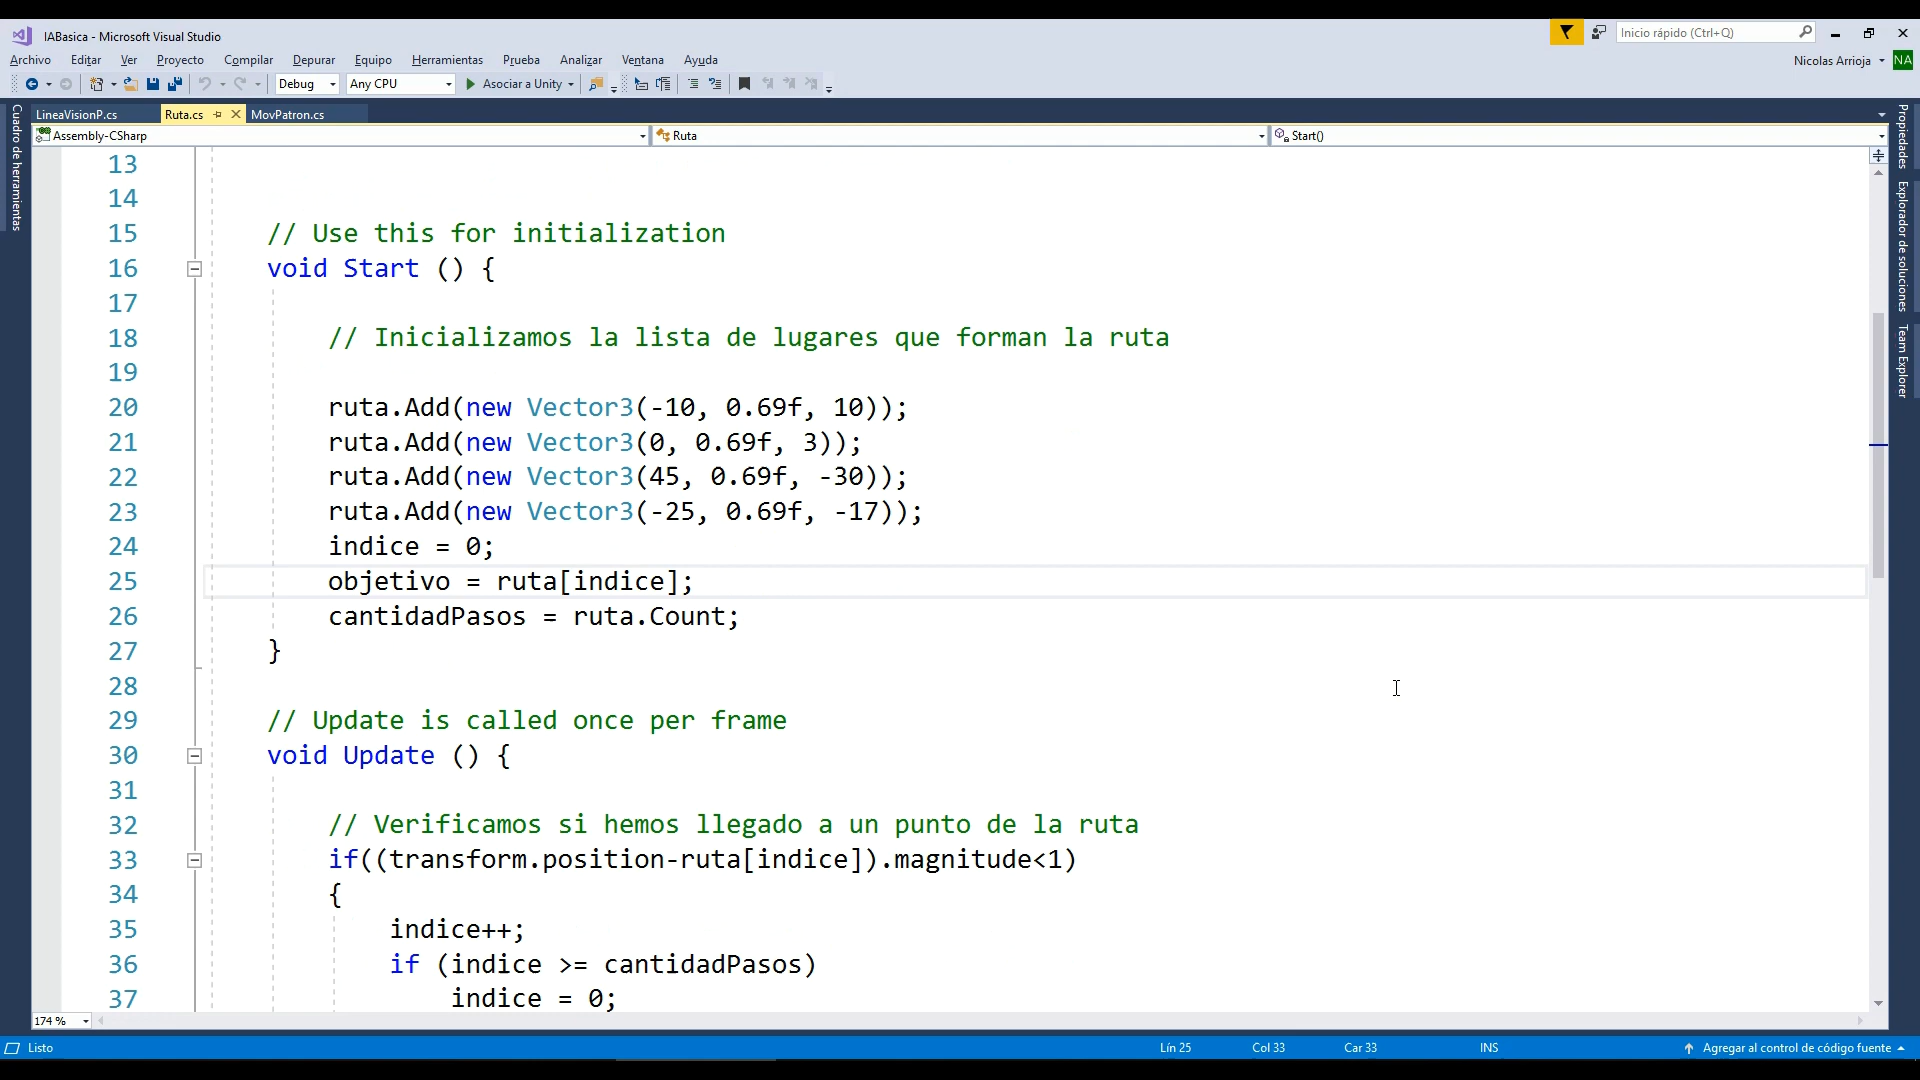 IABasica - Microsoft Visual Studio
Inicio rápido (Ctrl+Q)
Archivo Editar Ver Proyecto Compilar Depurar Equipo Herramientas Prueba Analizar Ventana Ayuda
Nicolas Arrioja NA
Debug Any CPU Asociar a Unity
LineaVisionP.cs Ruta.cs MovPatron.cs
Assembly-CSharp Ruta Start()
Cuadro de herramientas
Propiedades
Explorador de soluciones
Team Explorer
13
14
15 // Use this for initialization
16 void Start () {
17
18 // Inicializamos la lista de lugares que forman la ruta
19
20 ruta.Add(new Vector3(-10, 0.69f, 10));
21 ruta.Add(new Vector3(0, 0.69f, 3));
22 ruta.Add(new Vector3(45, 0.69f, -30));
23 ruta.Add(new Vector3(-25, 0.69f, -17));
24 indice = 0;
25 objetivo = ruta[indice];
26 cantidadPasos = ruta.Count;
27 }
28
29 // Update is called once per frame
30 void Update () {
31
32 // Verificamos si hemos llegado a un punto de la ruta
33 if((transform.position-ruta[indice]).magnitude<1)
34 {
35 indice++;
36 if (indice >= cantidadPasos)
37 indice = 0;
174 %
Listo Lín 25 Col 33 Car 33 INS Agregar al control de código fuente